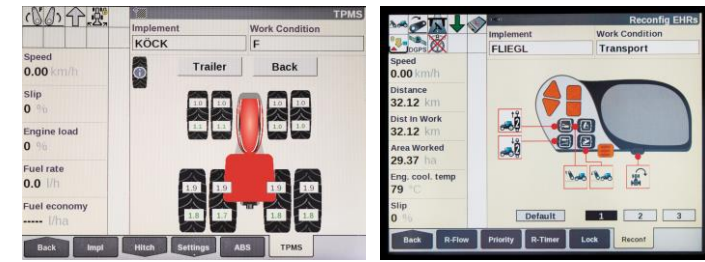 TPMS
Implement Work Condition
KÖCK F
Speed
0.00 km/h
Trailer Back
Slip
0 %
1.0 1.0 1.0 1.0
1.1 1.1 1.0 1.0
Engine load
0 %
Fuel rate
0.0 l/h
1.9 1.9 1.9 1.9
1.8 1.7 1.8 1.8
Fuel economy
----- l/ha
Back Impl Hitch Settings ABS TPMS
Reconfig EHRs
Implement Work Condition
FLIEGL Transport
DGPS
Speed
0.00 km/h
Distance
32.12 km
Dist In Work
32.12 km
Area Worked
29.37 ha
Eng. cool. temp
79 °C
Slip
0 %
Default 1 2 3
Back R-Flow Priority R-Timer Lock Reconf